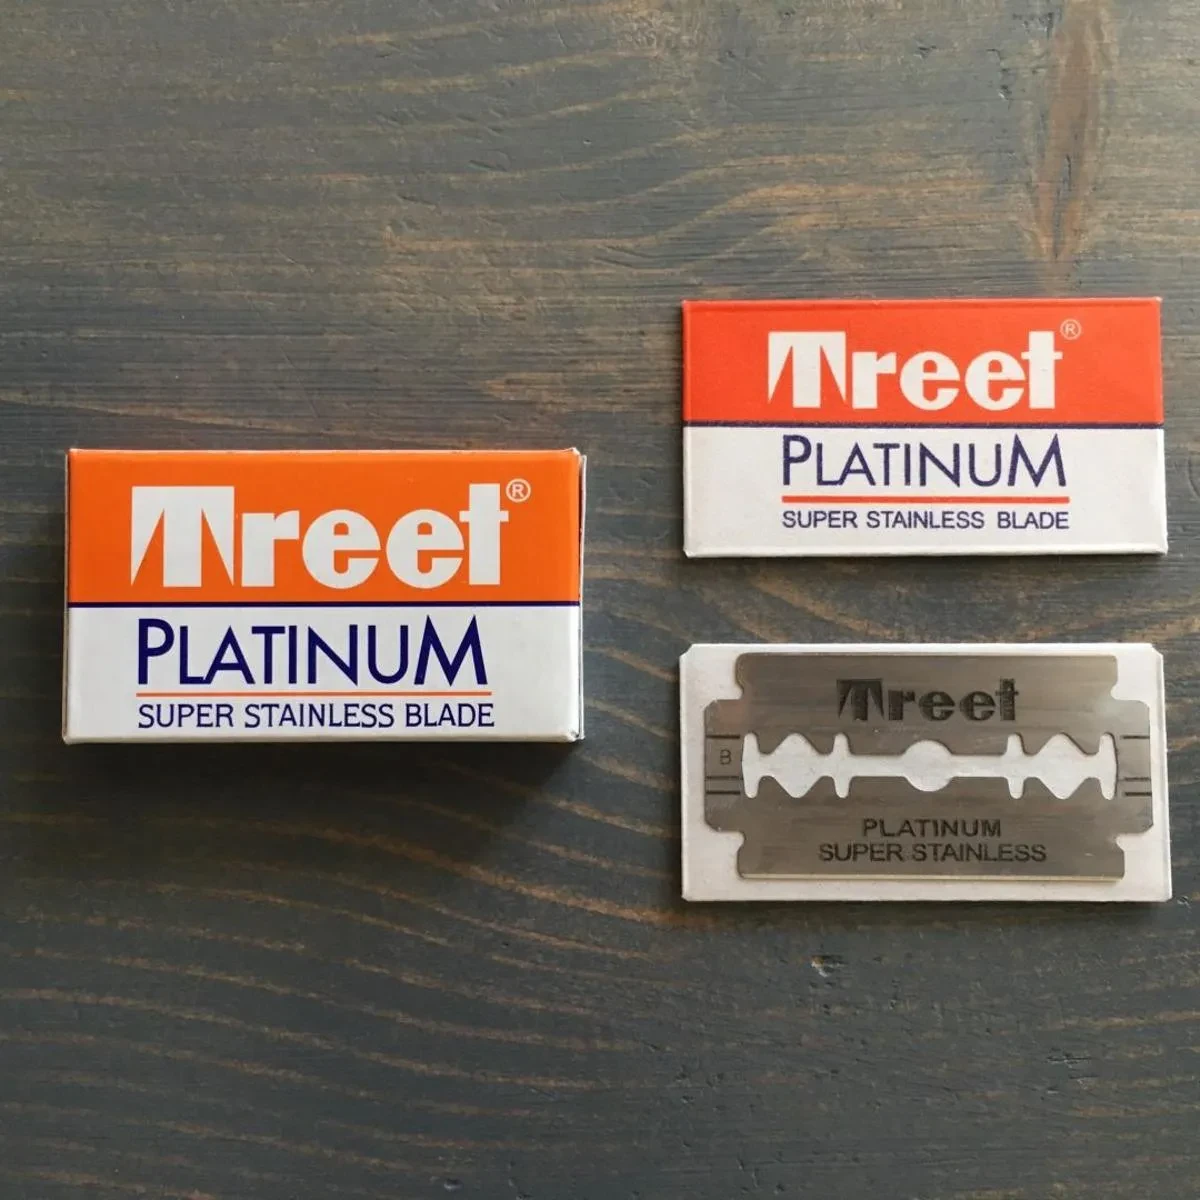 Treet®
PLATINUM
SUPER STAINLESS BLADE
Treet®
PLATINUM
SUPER STAINLESS BLADE
Treet
B
PLATINUM
SUPER STAINLESS